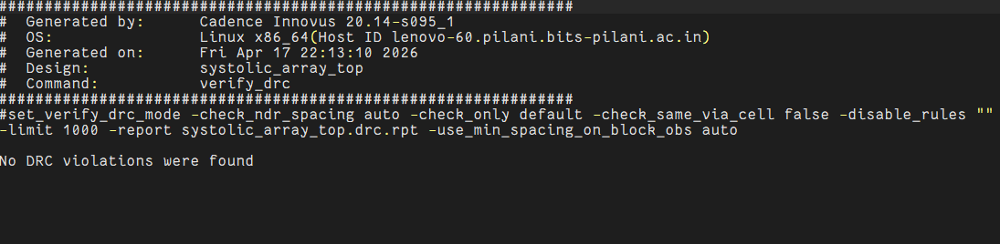 ###############################################################
#  Generated by:      Cadence Innovus 20.14-s095_1
#  OS:                Linux x86_64(Host ID lenovo-60.pilani.bits-pilani.ac.in)
#  Generated on:      Fri Apr 17 22:13:10 2026
#  Design:            systolic_array_top
#  Command:           verify_drc
###############################################################
#set_verify_drc_mode -check_ndr_spacing auto -check_only default -check_same_via_cell false -disable_rules ""
-limit 1000 -report systolic_array_top.drc.rpt -use_min_spacing_on_block_obs auto
No DRC violations were found